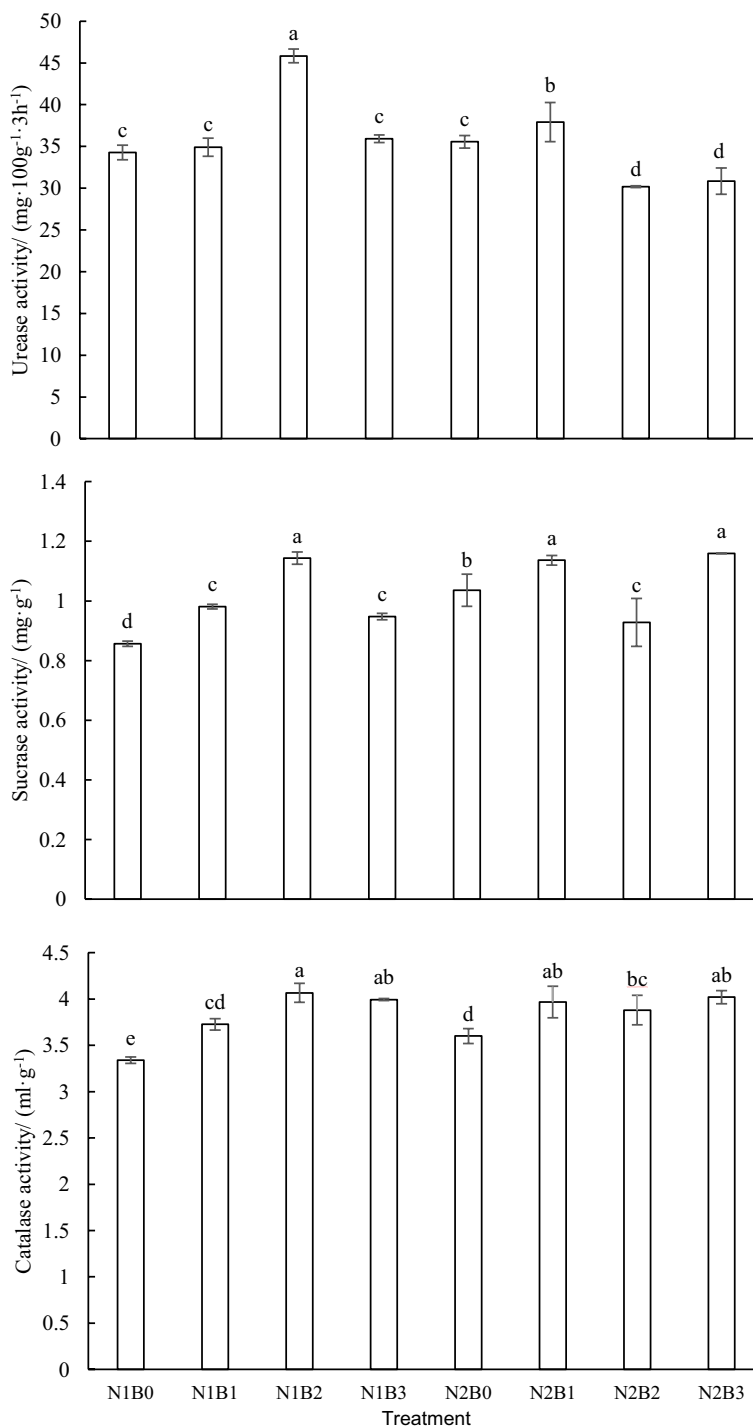 Urease activity/ (mg·100g⁻¹·3h⁻¹)
50
45
40
35
30
25
20
15
10
5
0
a
b
c c c c
d d
Sucrase activity/ (mg·g⁻¹)
1.4
1.2
1
0.8
0.6
0.4
0.2
0
d c a c b a c a
Catalase activity/ (ml·g⁻¹)
4.5
4
3.5
3
2.5
2
1.5
1
0.5
0
e cd a ab d ab bc ab
N1B0 N1B1 N1B2 N1B3 N2B0 N2B1 N2B2 N2B3
Treatment